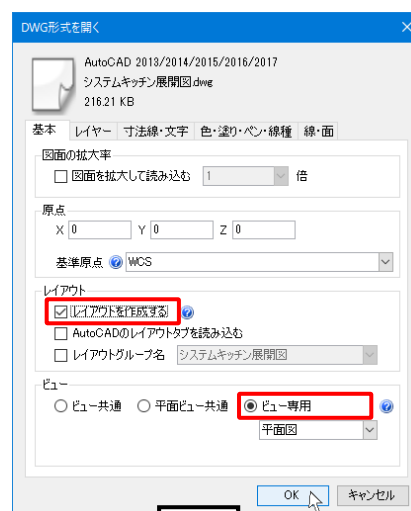 DWG形式を開く
AutoCAD 2013/2014/2015/2016/2017
システムキッチン展開図.dwg
216.21 KB
基本 レイヤー 寸法線・文字 色・塗り・ペン・線種 線・面
図面の拡大率
図面を拡大して読み込む 1 倍
原点
X 0 Y 0 Z 0
基準原点 WCS
レイアウト
レイアウトを作成する
AutoCADのレイアウトタブを読み込む
レイアウトグループ名 システムキッチン展開図
ビュー
ビュー共通 平面ビュー共通 ビュー専用
平面図
OK キャンセル